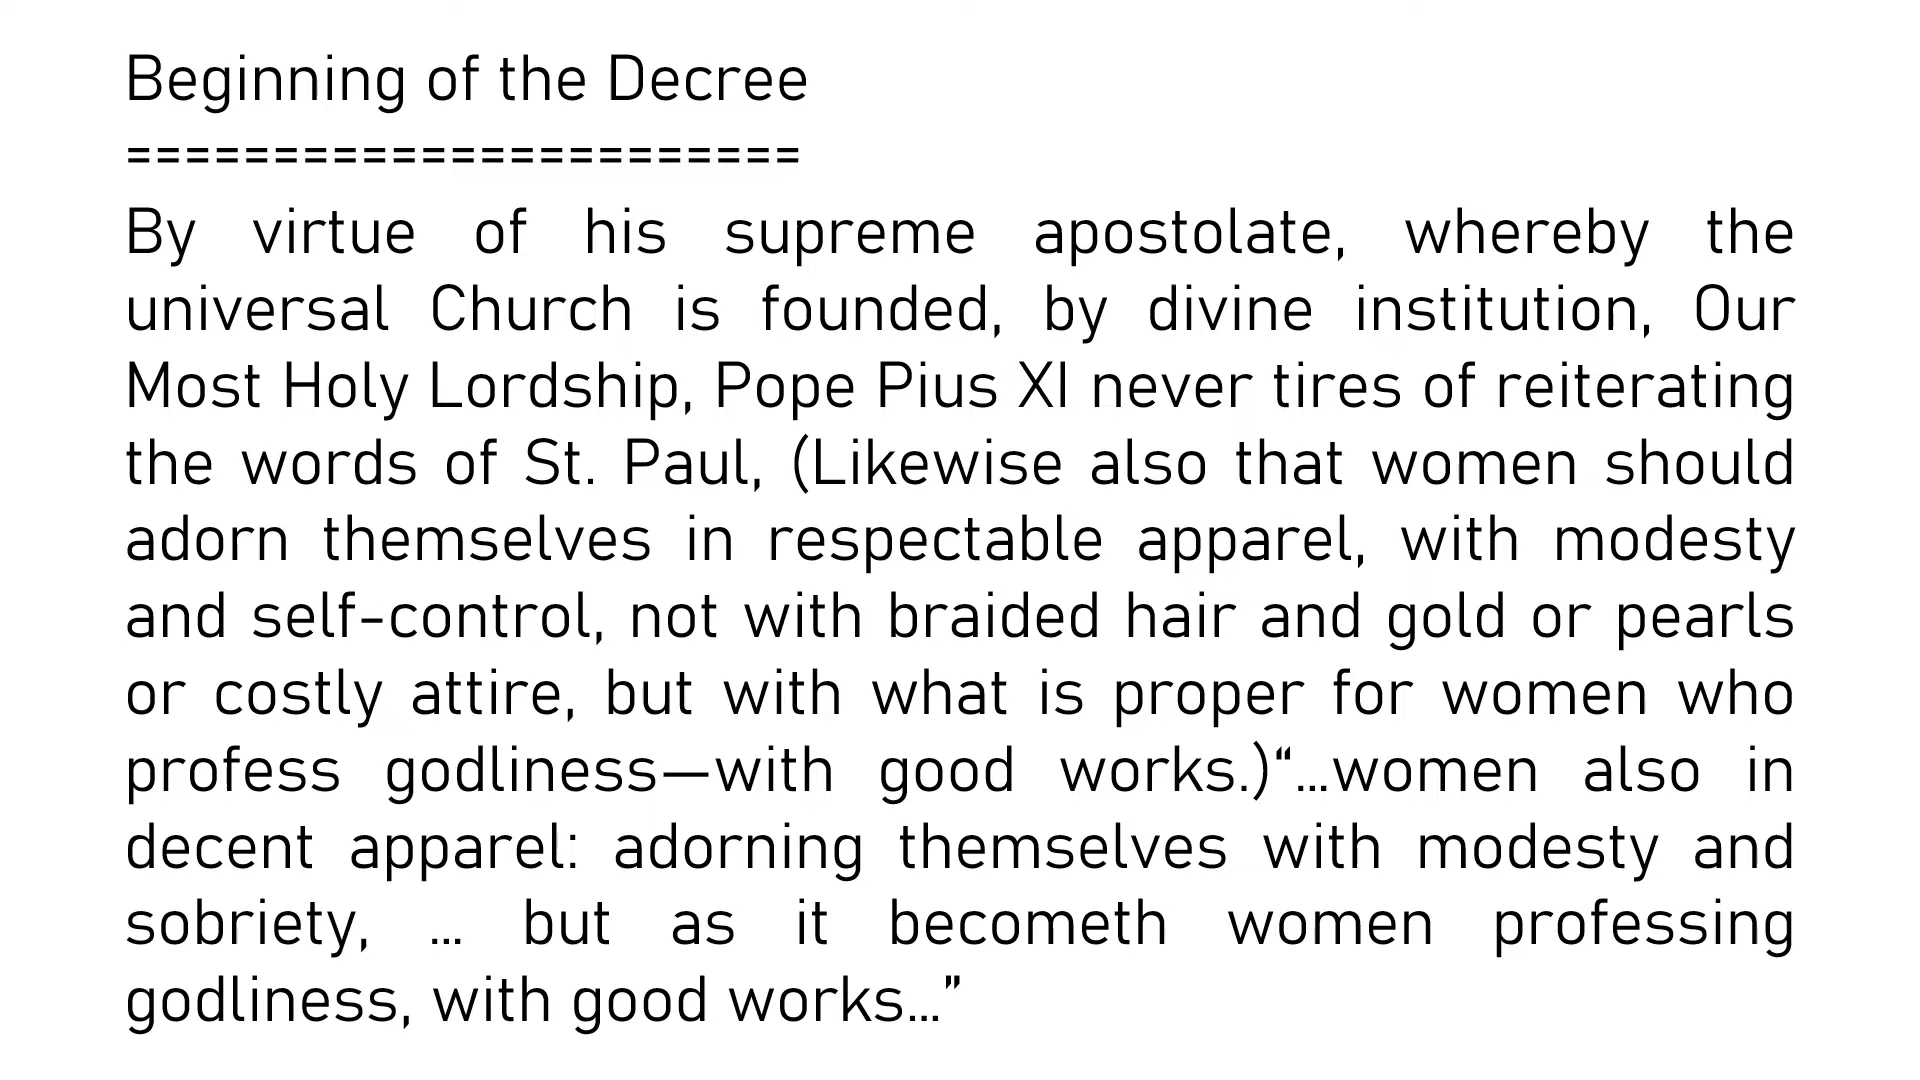 Beginning of the Decree
=======================
By virtue of his supreme apostolate, whereby the
universal Church is founded, by divine institution, Our
Most Holy Lordship, Pope Pius XI never tires of reiterating
the words of St. Paul, (Likewise also that women should
adorn themselves in respectable apparel, with modesty
and self-control, not with braided hair and gold or pearls
or costly attire, but with what is proper for women who
profess godliness—with good works.)“…women also in
decent apparel: adorning themselves with modesty and
sobriety, … but as it becometh women professing
godliness, with good works…”